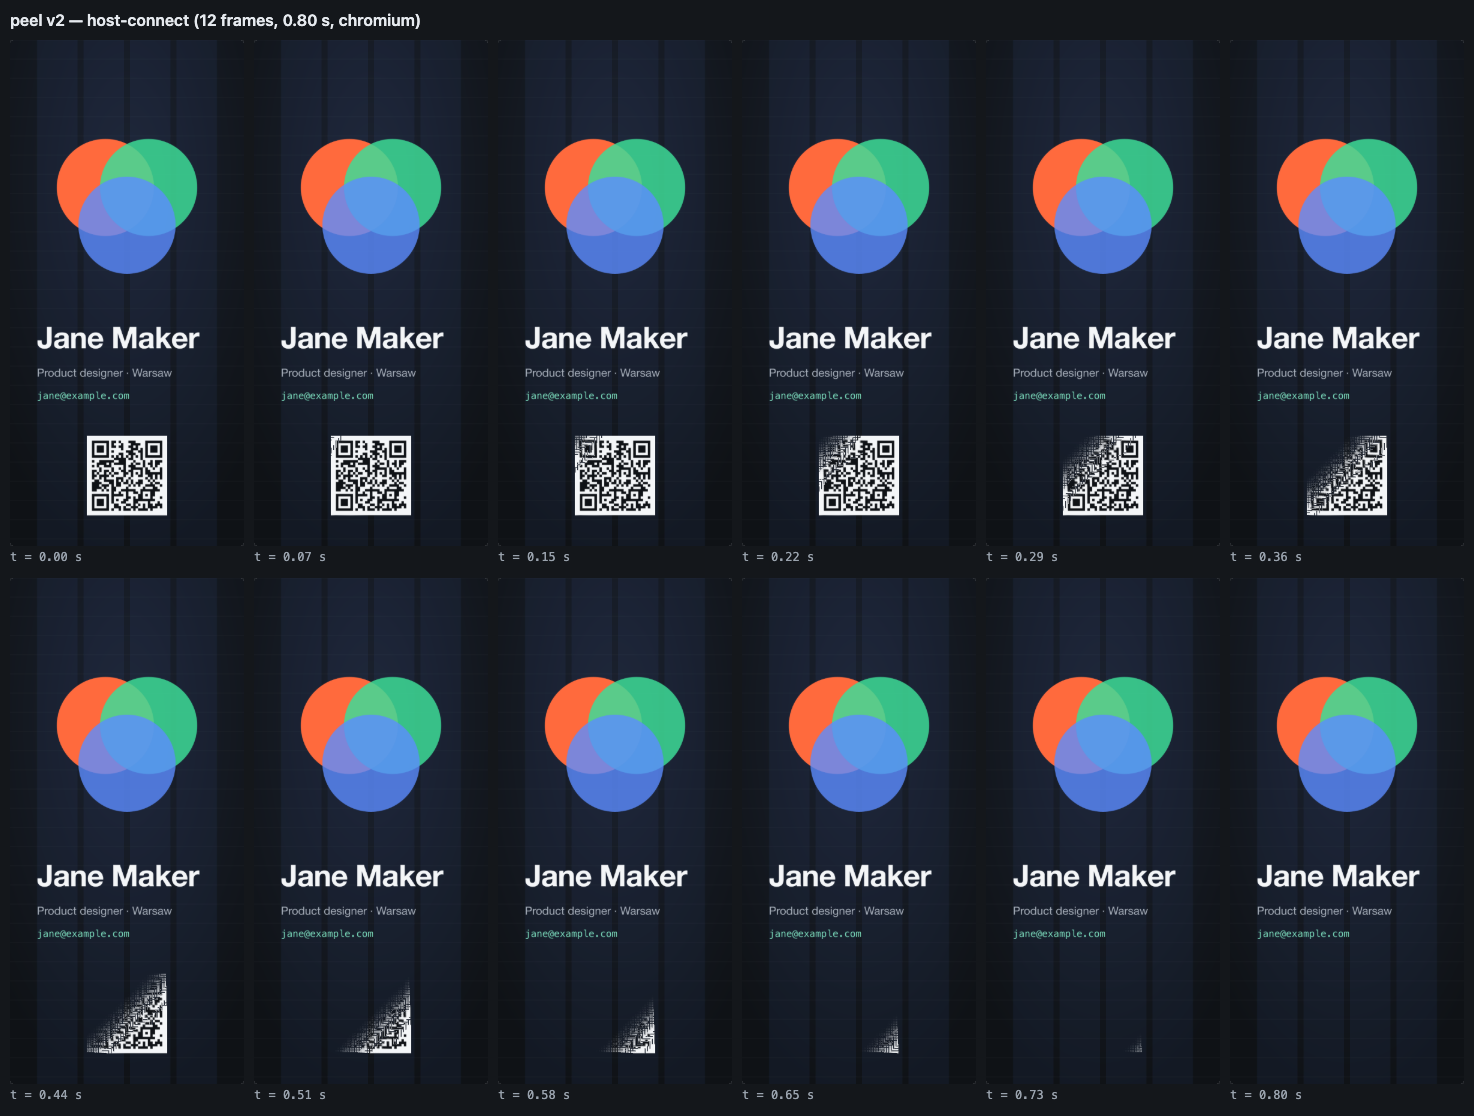 peel v2 — host-connect (12 frames, 0.80 s, chromium)
Jane Maker
Product designer · Warsaw
jane@example.com
t = 0.00 s
Jane Maker
Product designer · Warsaw
jane@example.com
t = 0.07 s
Jane Maker
Product designer · Warsaw
jane@example.com
t = 0.15 s
Jane Maker
Product designer · Warsaw
jane@example.com
t = 0.22 s
Jane Maker
Product designer · Warsaw
jane@example.com
t = 0.29 s
Jane Maker
Product designer · Warsaw
jane@example.com
t = 0.36 s
Jane Maker
Product designer · Warsaw
jane@example.com
t = 0.44 s
Jane Maker
Product designer · Warsaw
jane@example.com
t = 0.51 s
Jane Maker
Product designer · Warsaw
jane@example.com
t = 0.58 s
Jane Maker
Product designer · Warsaw
jane@example.com
t = 0.65 s
Jane Maker
Product designer · Warsaw
jane@example.com
t = 0.73 s
Jane Maker
Product designer · Warsaw
jane@example.com
t = 0.80 s